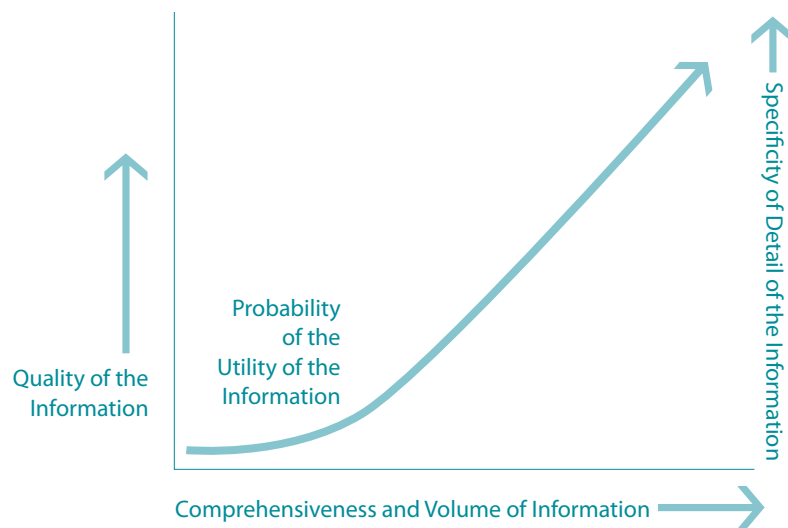 Probability
of the
Utility of the
Information
Quality of the
Information
Specificity of Detail of the Information
Comprehensiveness and Volume of Information